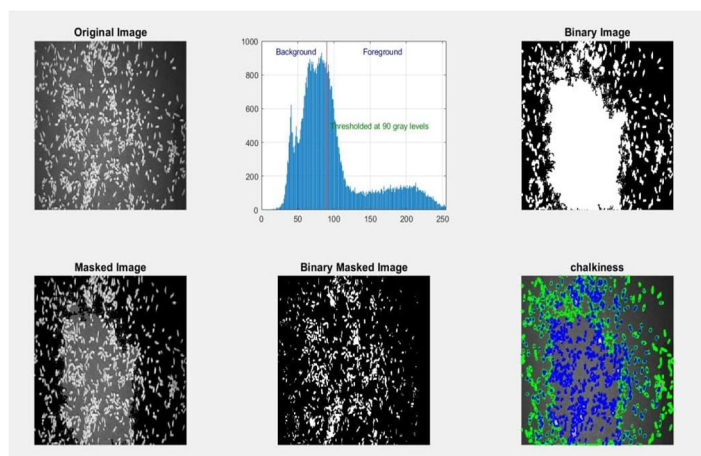 Original Image
Background Foreground
Thresholded at 90 gray levels
1000
800
600
400
200
0
0 50 100 150 200 250
Binary Image
Masked Image
Binary Masked Image
chalkiness